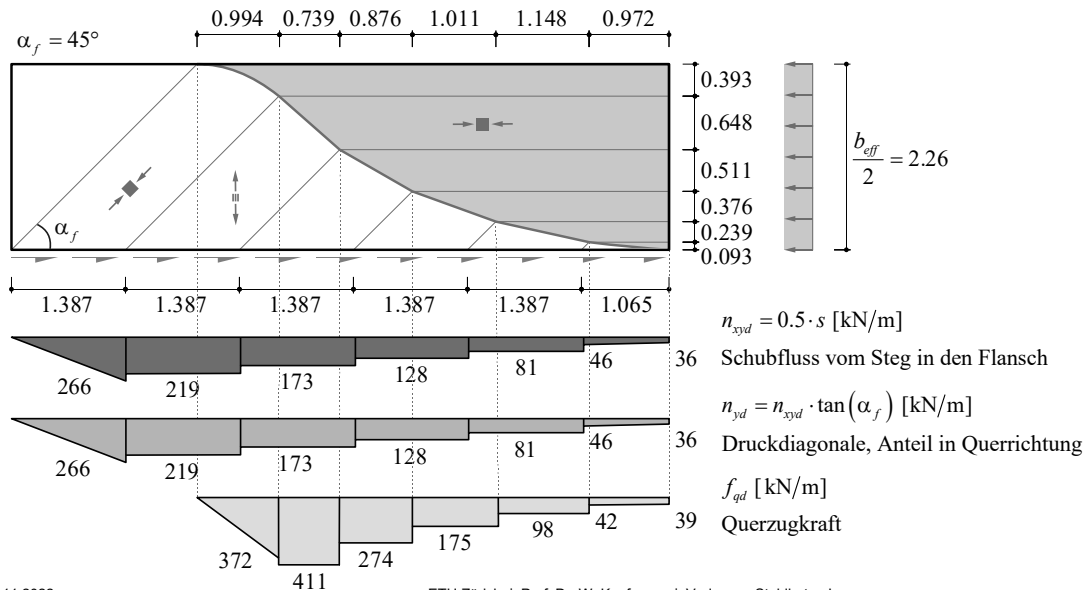 0.994 0.739 0.876 1.011 1.148 0.972
α_f = 45°
0.393
0.648
0.511
0.376
0.239
0.093
b_eff/2 = 2.26
α_f
1.387 1.387 1.387 1.387 1.387 1.065
n_xyd = 0.5·s [kN/m]
Schubfluss vom Steg in den Flansch
266 219 173 128 81 46 36
n_yd = n_xyd · tan(α_f) [kN/m]
Druckdiagonale, Anteil in Querrichtung
266 219 173 128 81 46 36
f_qd [kN/m]
Querzugkraft
372 411 274 175 98 42 39